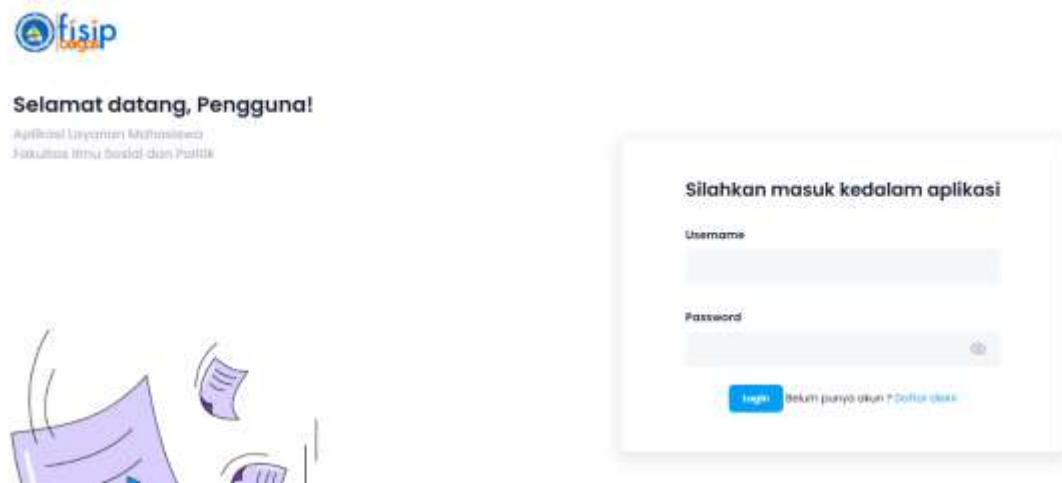 fisip
Selamat datang, Pengguna!
Aplikasi Layanan Mahasiswa
Fakultas Ilmu Sosial dan Politik
Silahkan masuk kedalam aplikasi
Username
Password
Login
Belum punya akun ? Daftar disini